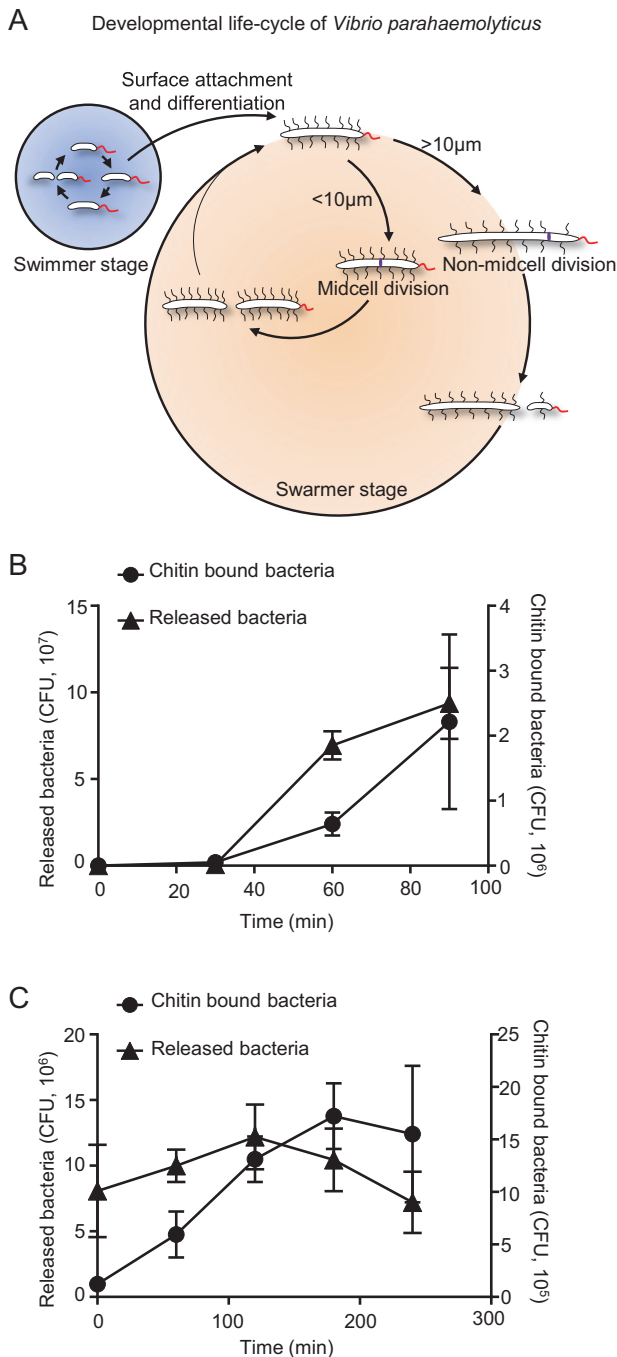 A
Developmental life-cycle of Vibrio parahaemolyticus
Surface attachment
and differentiation
>10μm
<10μm
Swimmer stage
Midcell division
Non-midcell division
Swarmer stage
B
Chitin bound bacteria
Released bacteria
15
10
5
0
Released bacteria (CFU, 10⁷)
4
3
2
1
0
Chitin bound
bacteria (CFU, 10⁶)
0 20 40 60 80 100
Time (min)
C
Chitin bound bacteria
Released bacteria
20
15
10
5
0
Released bacteria (CFU, 10⁶)
25
20
15
10
5
0
Chitin bound
bacteria (CFU, 10⁵)
0 100 200 300
Time (min)